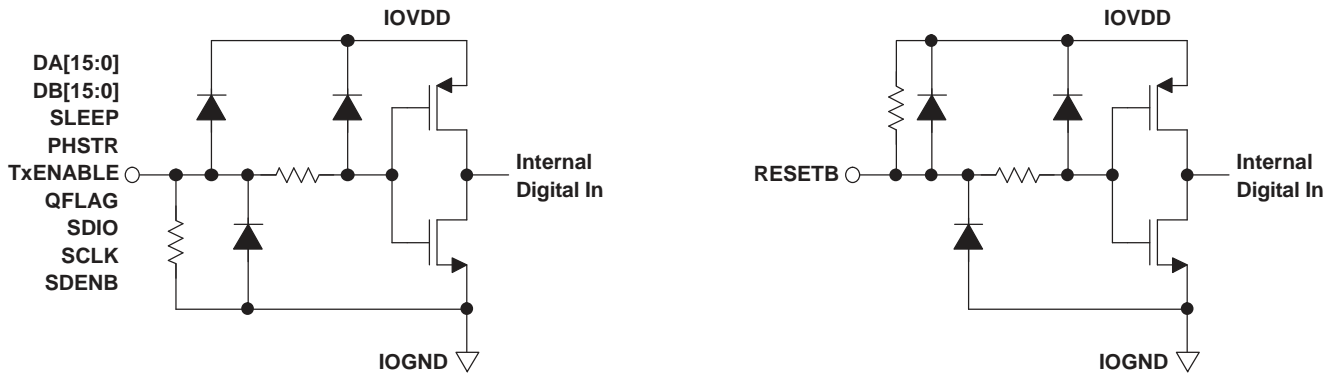 IOVDD
DA[15:0]
DB[15:0]
SLEEP
PHSTR
TxENABLE
QFLAG
SDIO
SCLK
SDENB
Internal
Digital In
IOGND
IOVDD
RESETB
Internal
Digital In
IOGND